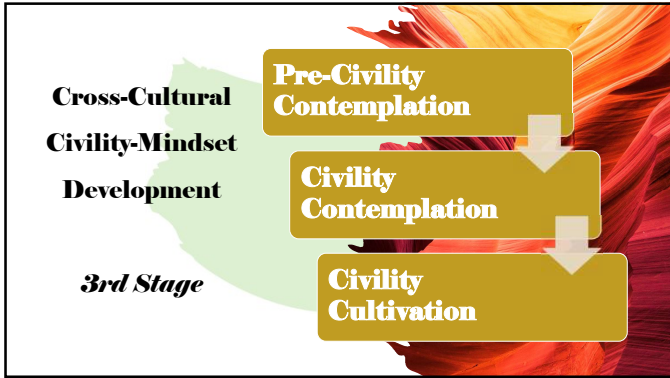 Cross-Cultural
Civility-Mindset
Development
3rd Stage
Pre-Civility
Contemplation
Civility
Contemplation
Civility
Cultivation